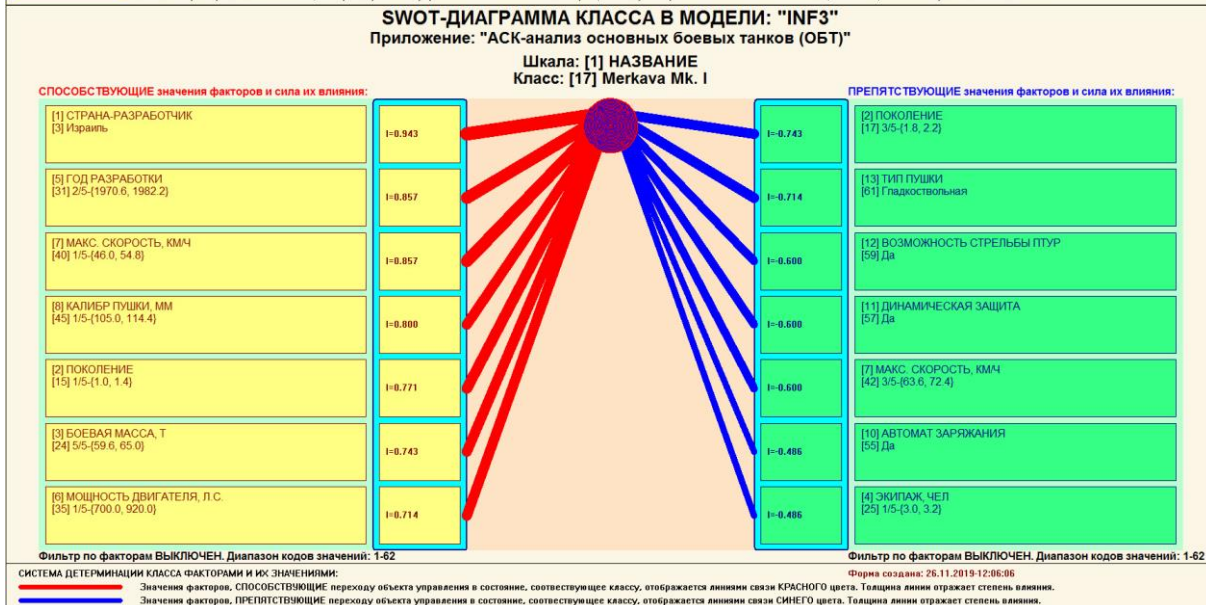 SWOT-ДИАГРАММА КЛАССА В МОДЕЛИ: "INF3"
Приложение: "АСК-анализ основных боевых танков (ОБТ)"
Шкала: [1] НАЗВАНИЕ
Класс: [17] Merkava Mk. I
СПОСОБСТВУЮЩИЕ значения факторов и сила их влияния:
[1] СТРАНА-РАЗРАБОТЧИК
[3] Израиль
I=0.943
[5] ГОД РАЗРАБОТКИ
[31] 2/5-{1970.6, 1982.2}
I=0.857
[7] МАКС. СКОРОСТЬ, КМ/Ч
[40] 1/5-{46.0, 54.8}
I=0.857
[8] КАЛИБР ПУШКИ, ММ
[45] 1/5-{105.0, 114.4}
I=0.800
[2] ПОКОЛЕНИЕ
[15] 1/5-{1.0, 1.4}
I=0.771
[3] БОЕВАЯ МАССА, Т
[24] 5/5-{59.6, 65.0}
I=0.743
[6] МОЩНОСТЬ ДВИГАТЕЛЯ, Л.С.
[35] 1/5-{700.0, 920.0}
I=0.714
Фильтр по факторам ВЫКЛЮЧЕН. Диапазон кодов значений: 1-62
ПРЕПЯТСТВУЮЩИЕ значения факторов и сила их влияния:
I=-0.743
[2] ПОКОЛЕНИЕ
[17] 3/5-{1.8, 2.2}
I=-0.714
[13] ТИП ПУШКИ
[61] Гладкоствольная
I=-0.600
[12] ВОЗМОЖНОСТЬ СТРЕЛЬБЫ ПТУР
[59] Да
I=-0.600
[11] ДИНАМИЧЕСКАЯ ЗАЩИТА
[57] Да
I=-0.600
[7] МАКС. СКОРОСТЬ, КМ/Ч
[42] 3/5-{63.6, 72.4}
I=-0.486
[10] АВТОМАТ ЗАРЯЖАНИЯ
[55] Да
I=-0.486
[4] ЭКИПАЖ, ЧЕЛ
[25] 1/5-{3.0, 3.2}
Фильтр по факторам ВЫКЛЮЧЕН. Диапазон кодов значений: 1-62
СИСТЕМА ДЕТЕРМИНАЦИИ КЛАССА ФАКТОРАМИ И ИХ ЗНАЧЕНИЯМИ:
Форма создана: 26.11.2019-12:06:06
Значения факторов, СПОСОБСТВУЮЩИЕ переходу объекта управления в состояние, соотвествующее классу, отображается линиями связи КРАСНОГО цвета. Толщина линии отражает степень влияния.
Значения факторов, ПРЕПЯТСТВУЮЩИЕ переходу объекта управления в состояние, соотвествующее классу, отображается линиями связи СИНЕГО цвета. Толщина линии отражает степень влияния.